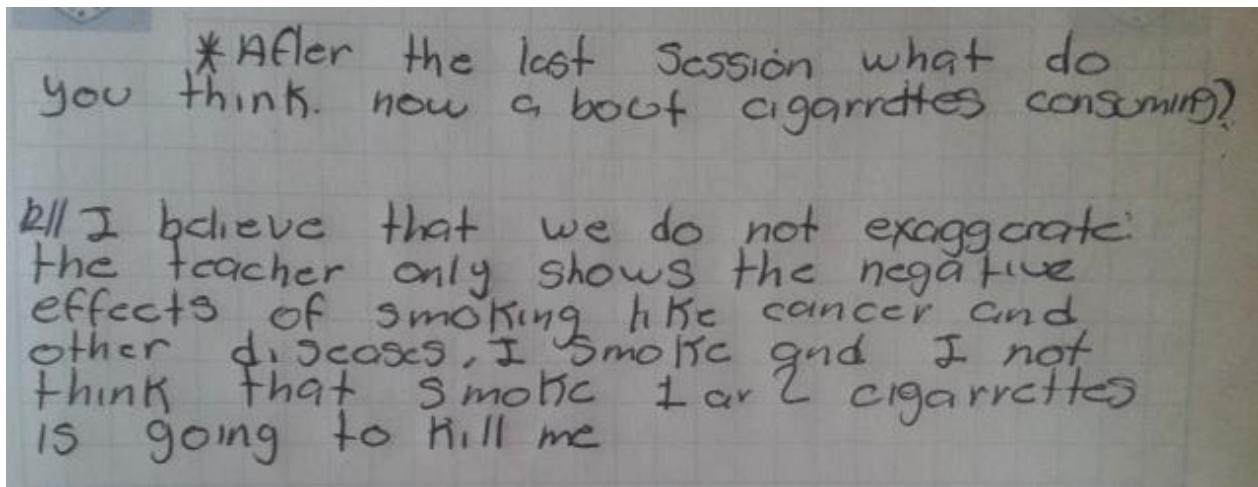 * After the last Session what do
you think. now a bout cigarrettes consuming?
R// I believe that we do not exaggerate:
the teacher only shows the negative
effects of smoking like cancer and
other diseases, I smoke and I not
think that smoke 1 or 2 cigarrettes
is going to kill me